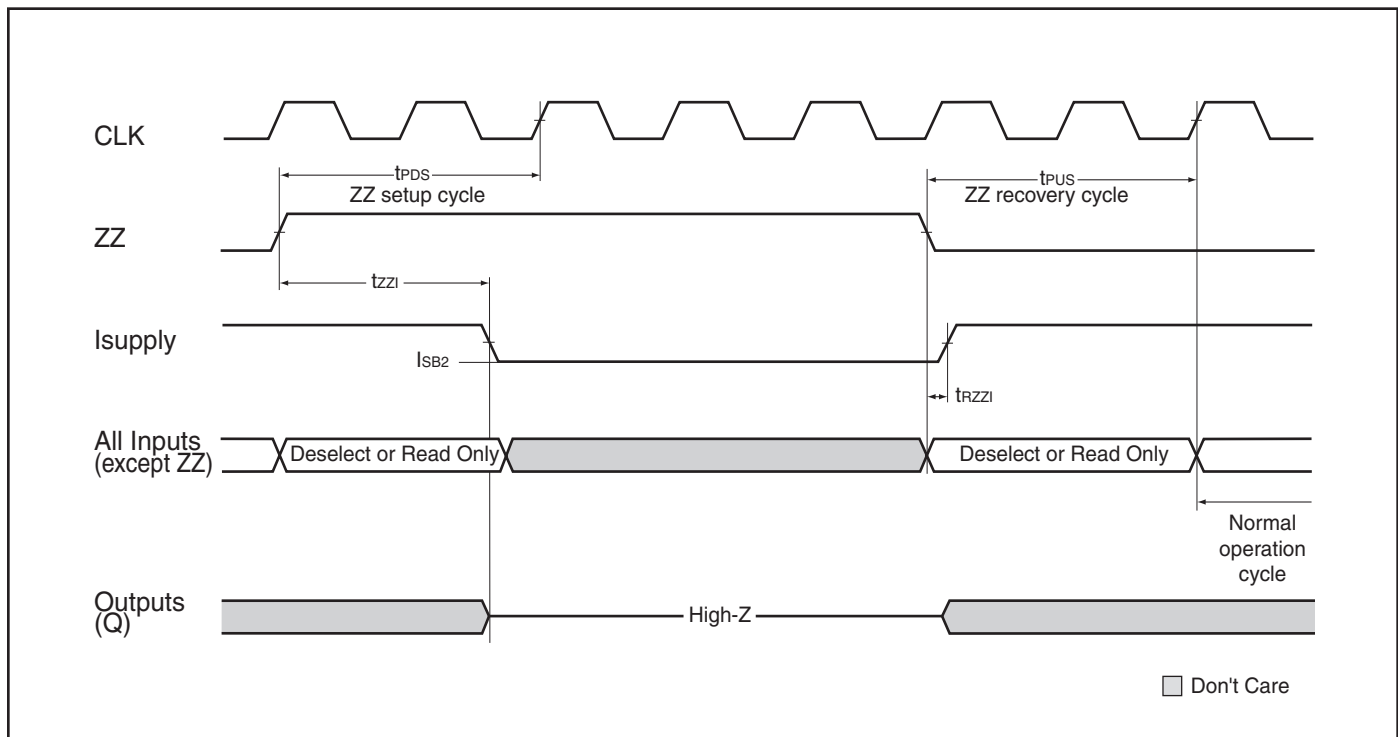 CLK
tPDS
ZZ setup cycle
tPUS
ZZ recovery cycle
ZZ
tZZI
Isupply
ISB2
tRZZI
All Inputs
(except ZZ)
Deselect or Read Only
Deselect or Read Only
Normal
operation
cycle
Outputs
(Q)
High-Z
Don't Care